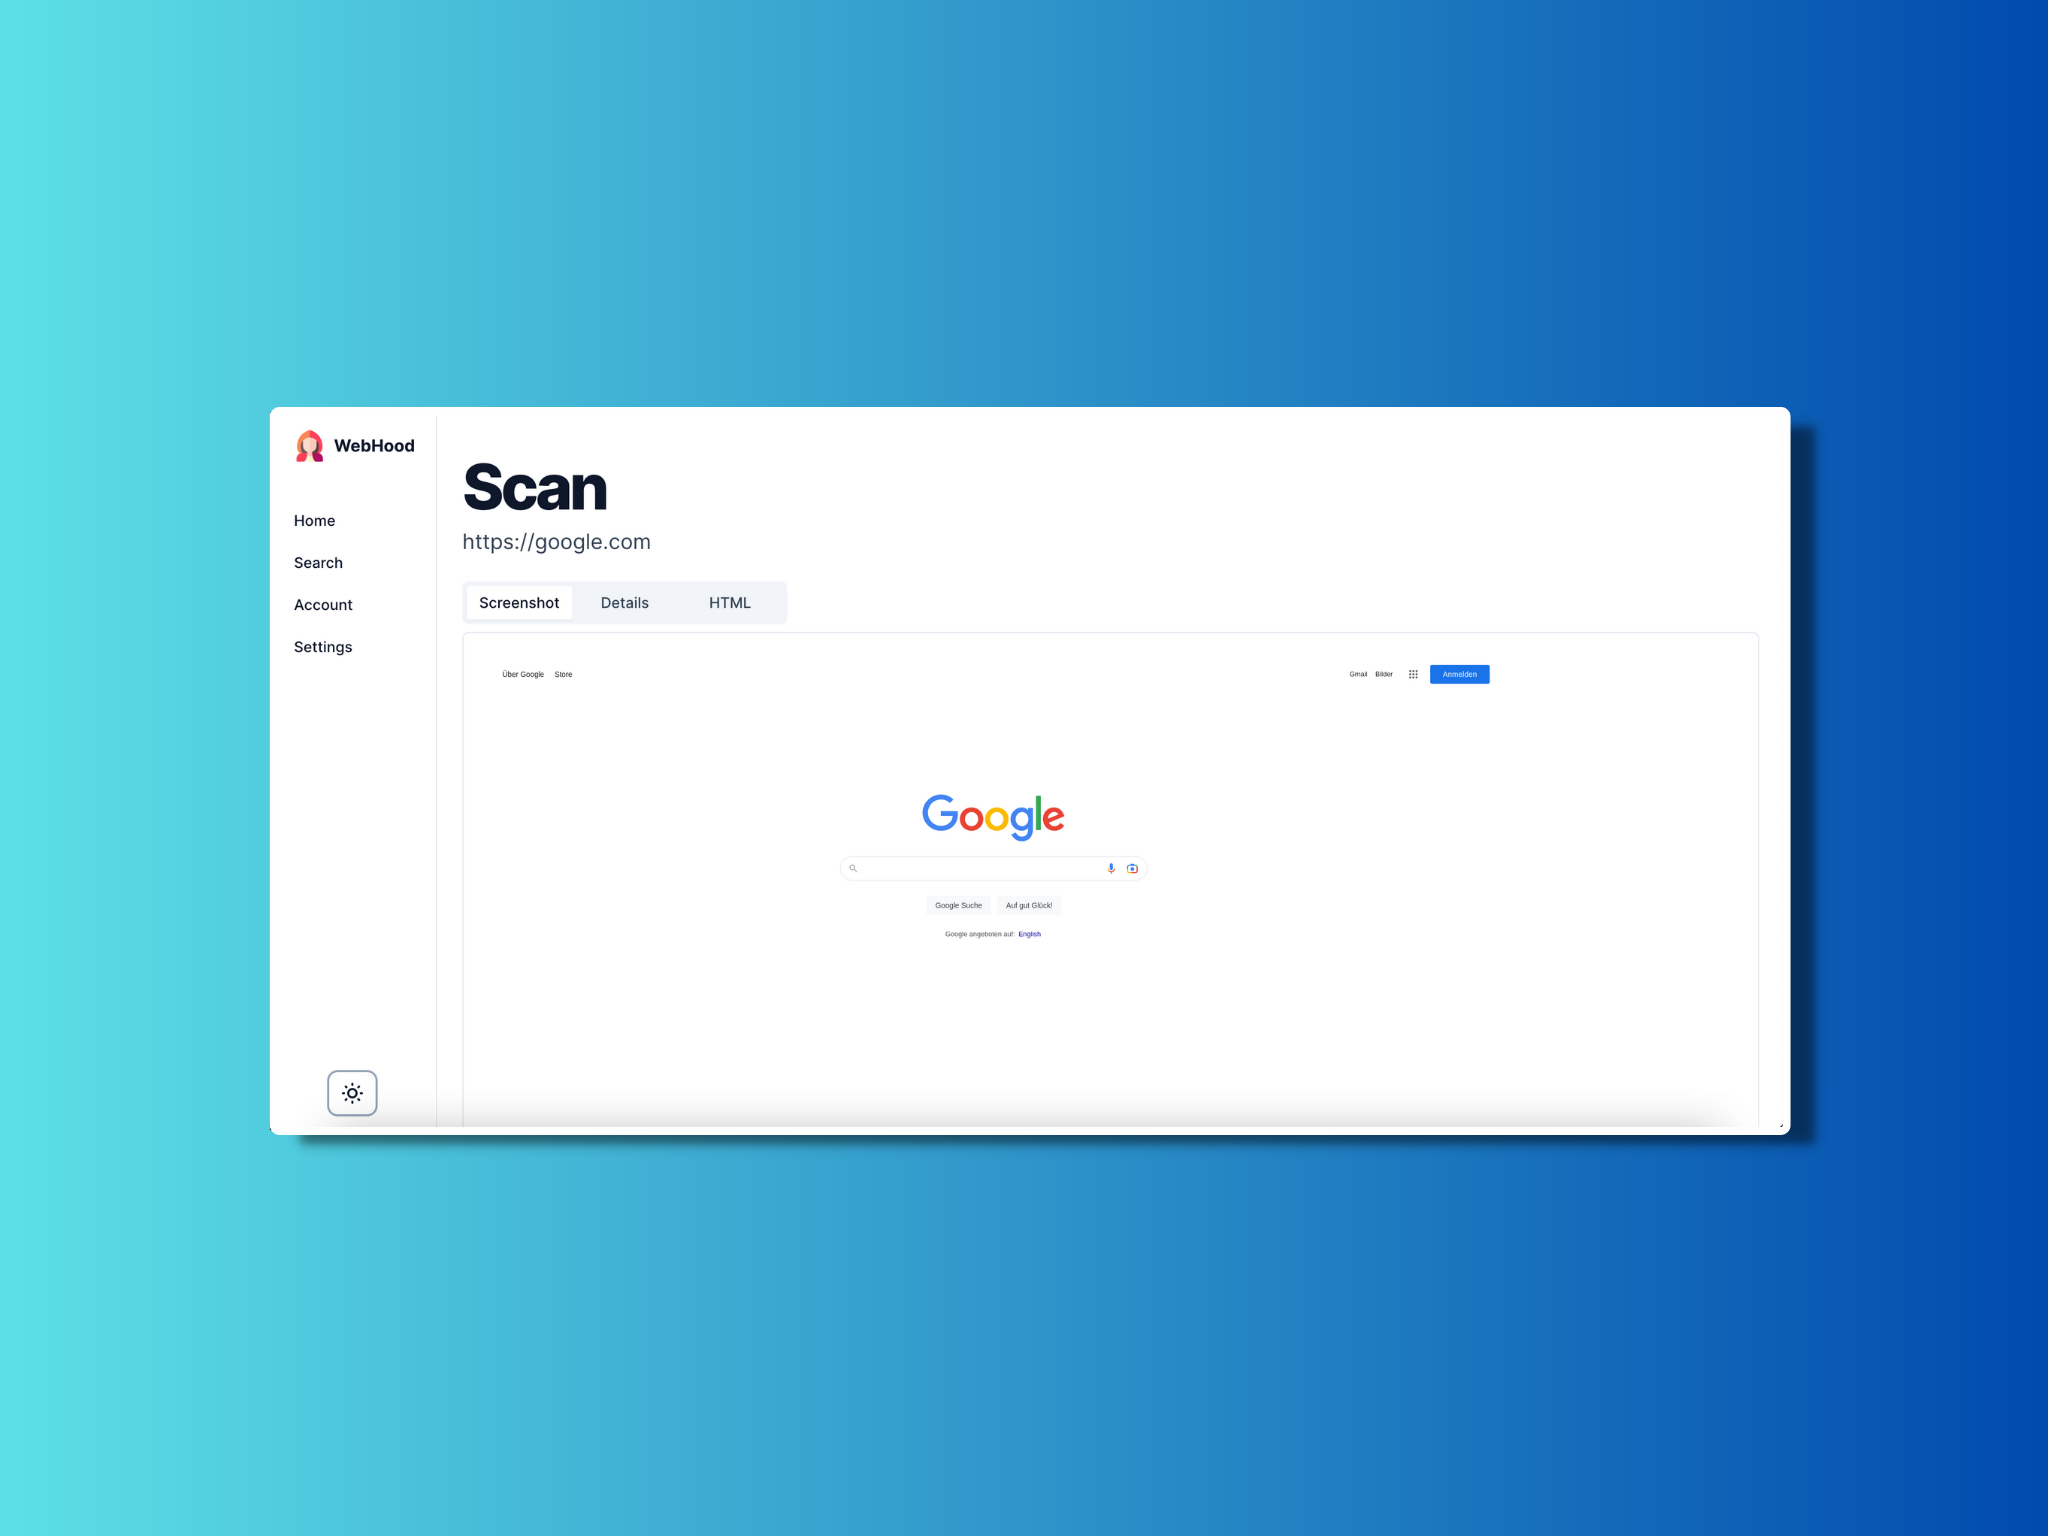 WebHood
Home
Search
Account
Settings
Scan
https://google.com
Screenshot Details HTML
Über Google Store Gmail Bilder Anmelden
Google
Google Suche Auf gut Glück!
Google angeboten auf: English